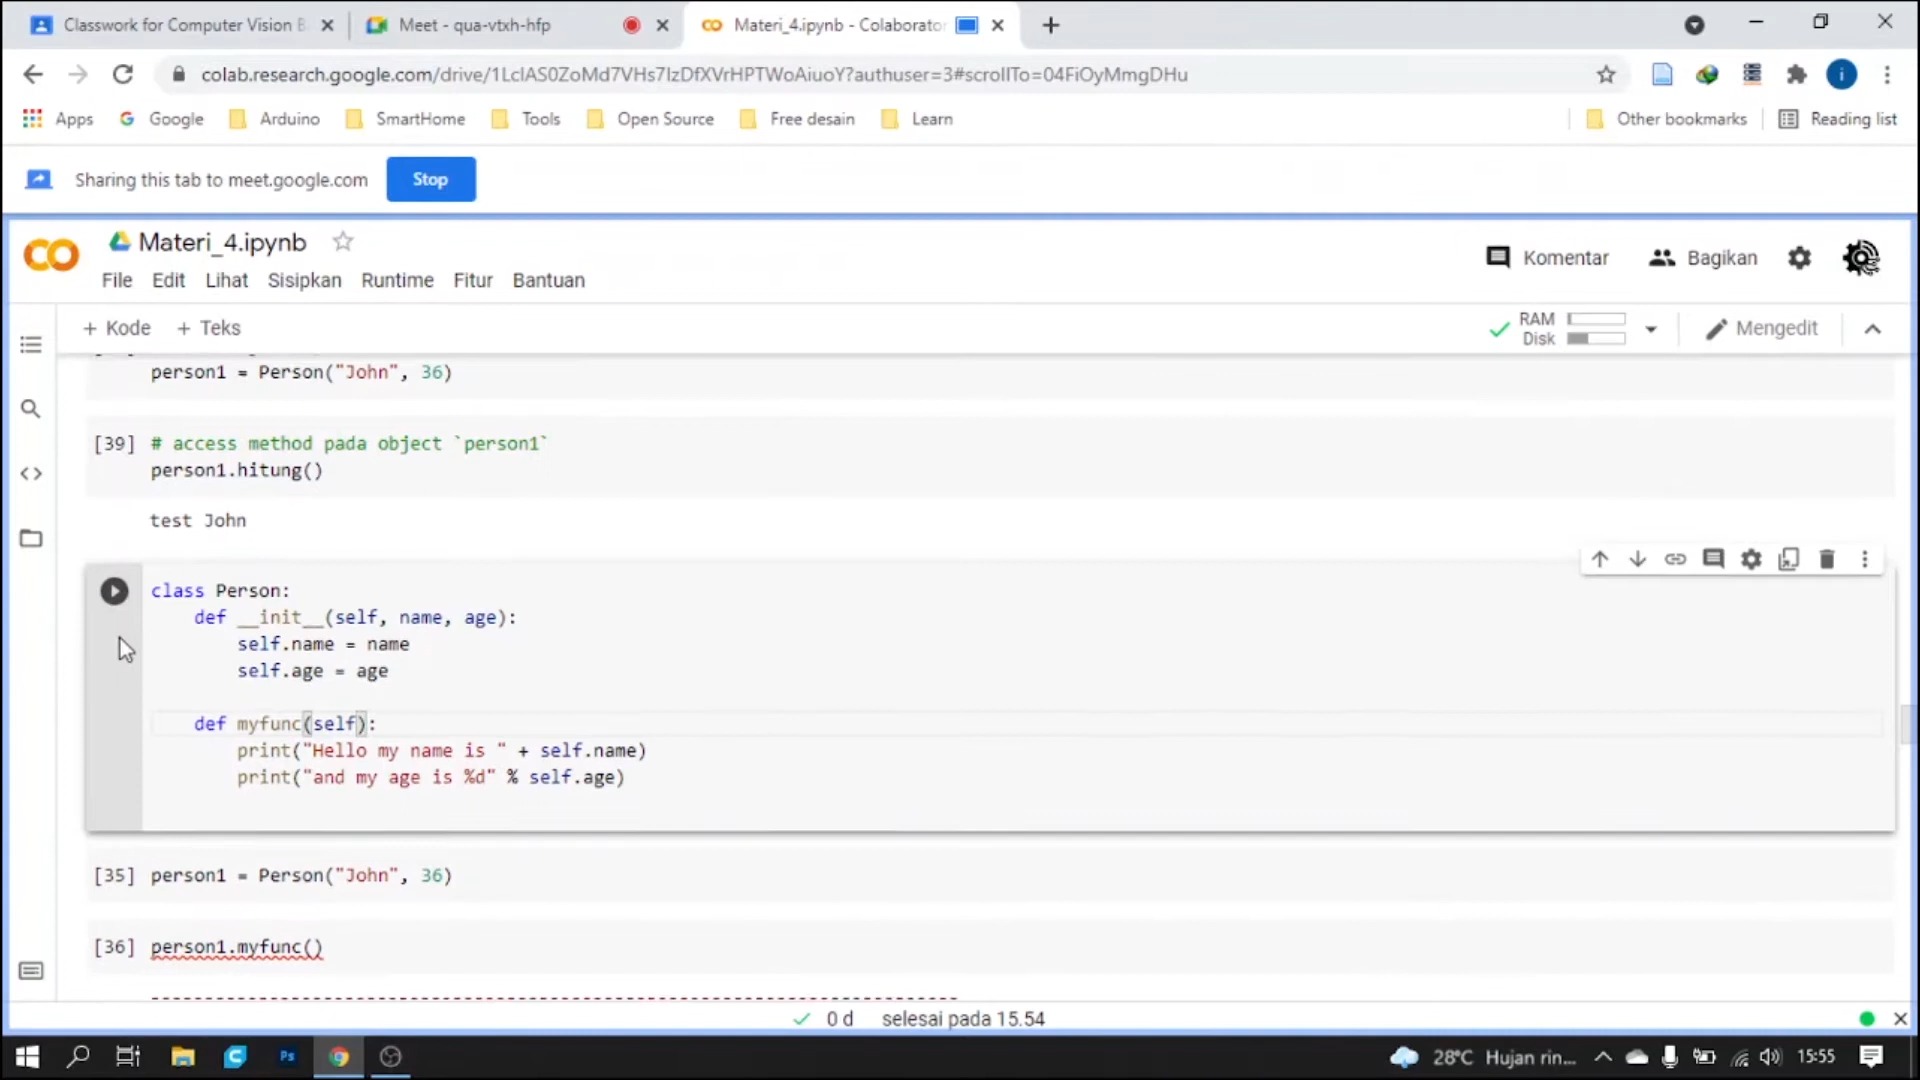 Classwork for Computer Vision B
Meet - qua-vtxh-hfp
Materi_4.ipynb - Colaborator
colab.research.google.com/drive/1LclAS0ZoMd7VHs7IzDfXVrHPTWoAiuoY?authuser=3#scrollTo=04FiOyMmgDHu
i
Apps
Google
Arduino
SmartHome
Tools
Open Source
Free desain
Learn
Other bookmarks
Reading list
Sharing this tab to meet.google.com
Stop
Materi_4.ipynb
Komentar
Bagikan
File Edit Lihat Sisipkan Runtime Fitur Bantuan
+ Kode + Teks
RAM
Disk
Mengedit
person1 = Person("John", 36)
[39] # access method pada object `person1`
person1.hitung()
test John
class Person:
def __init__(self, name, age):
self.name = name
self.age = age
def myfunc(self):
print("Hello my name is " + self.name)
print("and my age is %d" % self.age)
[35] person1 = Person("John", 36)
[36] person1.myfunc()
---------------------------------------------------------------------------
0 d selesai pada 15.54
Ps
28°C Hujan rin...
15:55